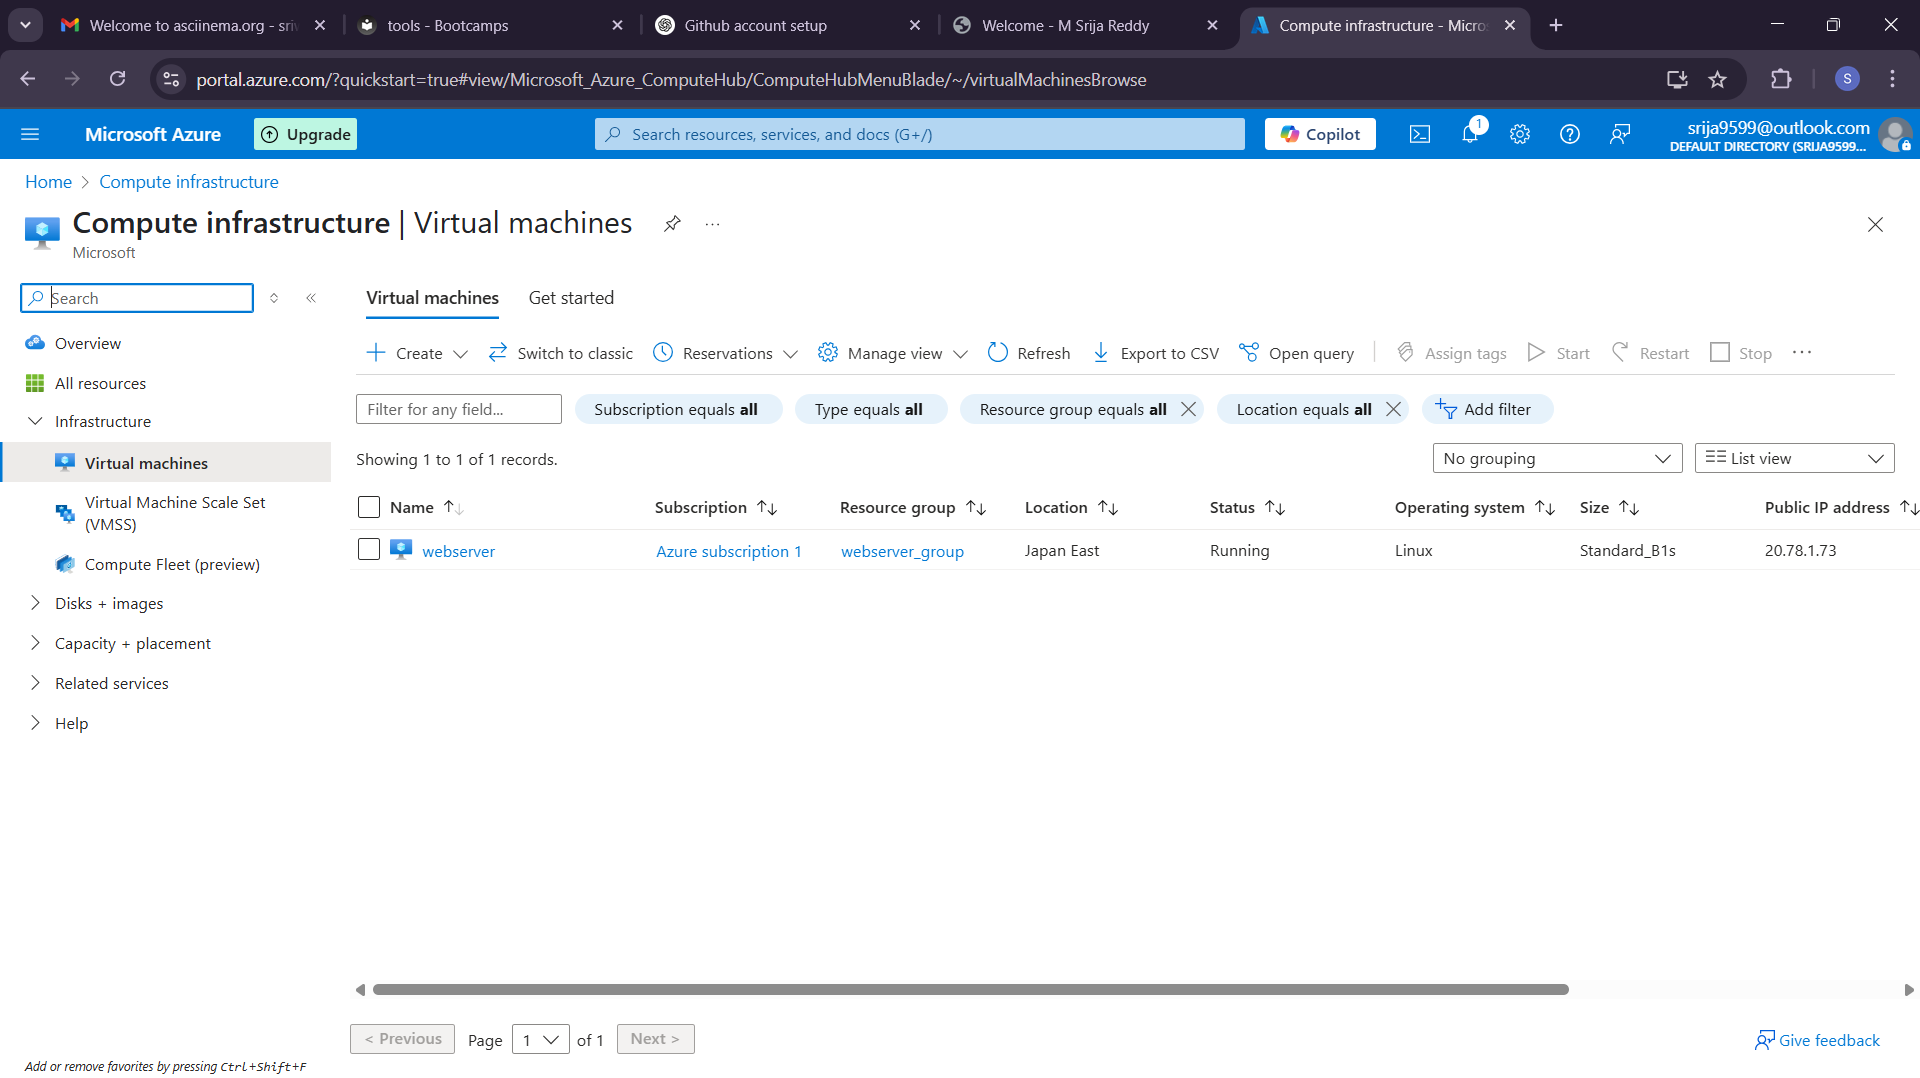 Welcome to asciinema.org - sri
tools - Bootcamps
Github account setup
Welcome - M Srija Reddy
Compute infrastructure - Micros
portal.azure.com/?quickstart=true#view/Microsoft_Azure_ComputeHub/ComputeHubMenuBlade/~/virtualMachinesBrowse
S
Microsoft Azure
Upgrade
Search resources, services, and docs (G+/)
Copilot
1
srija9599@outlook.com
DEFAULT DIRECTORY (SRIJA9599...
Home > Compute infrastructure
Compute infrastructure | Virtual machines
...
Microsoft
Search
Virtual machines
Get started
Overview
All resources
Infrastructure
Virtual machines
Virtual Machine Scale Set
(VMSS)
Compute Fleet (preview)
Disks + images
Capacity + placement
Related services
Help
Create
Switch to classic
Reservations
Manage view
Refresh
Export to CSV
Open query
Assign tags
Start
Restart
Stop
...
Filter for any field...
Subscription equals all
Type equals all
Resource group equals all
Location equals all
Add filter
Showing 1 to 1 of 1 records.
No grouping
List view
Name
Subscription
Resource group
Location
Status
Operating system
Size
Public IP address
webserver
Azure subscription 1
webserver_group
Japan East
Running
Linux
Standard_B1s
20.78.1.73
< Previous
Page 1 of 1
Next >
Give feedback
Add or remove favorites by pressing Ctrl+Shift+F